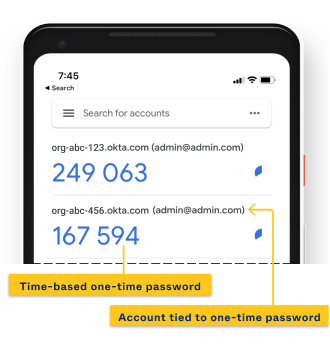 7:45
Search
Search for accounts
org-abc-123.okta.com (admin@admin.com)
249 063
org-abc-456.okta.com (admin@admin.com)
167 594
Time-based one-time password
Account tied to one-time password